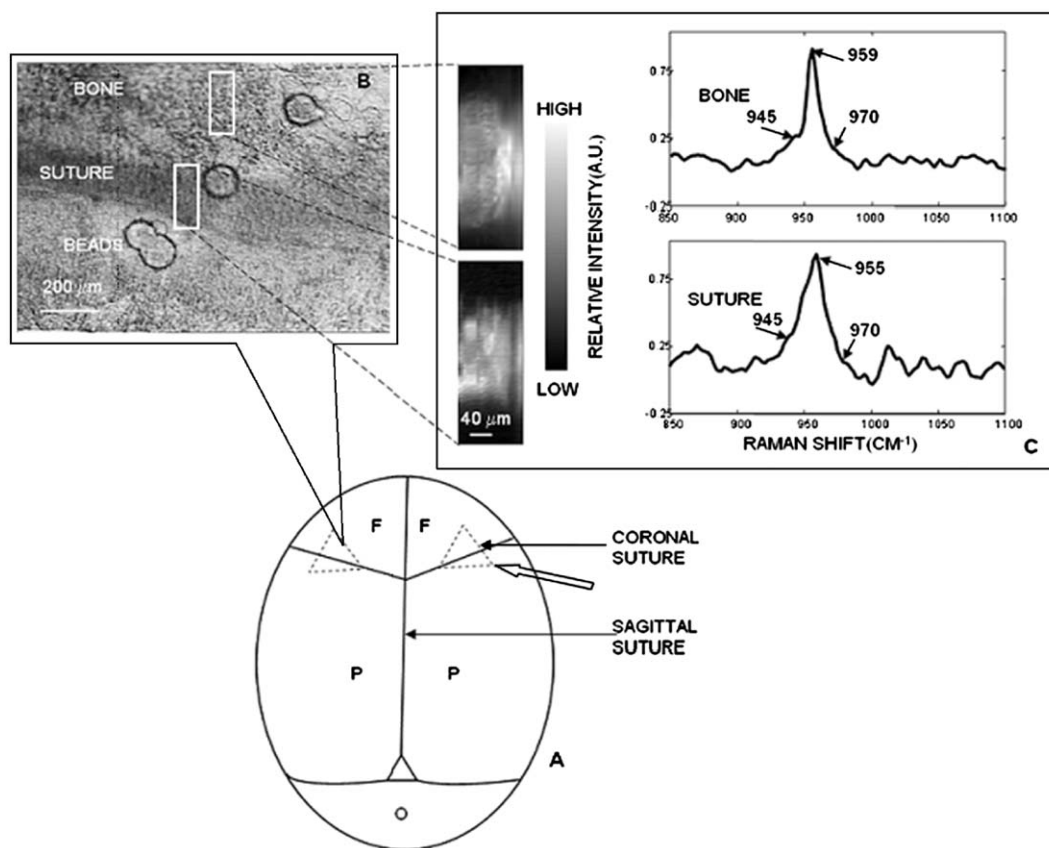 B
BONE
SUTURE
BEADS
200 μm
HIGH
LOW
RELATIVE INTENSITY(A.U.)
40 μm
0.75
0.25
-0.25
BONE
945
959
970
850 900 950 1000 1050 1100
0.75
0.25
-0.25
SUTURE
945
955
970
850 900 950 1000 1050 1100
RAMAN SHIFT(CM-1)
C
F F
CORONAL
SUTURE
SAGITTAL
SUTURE
P P
A